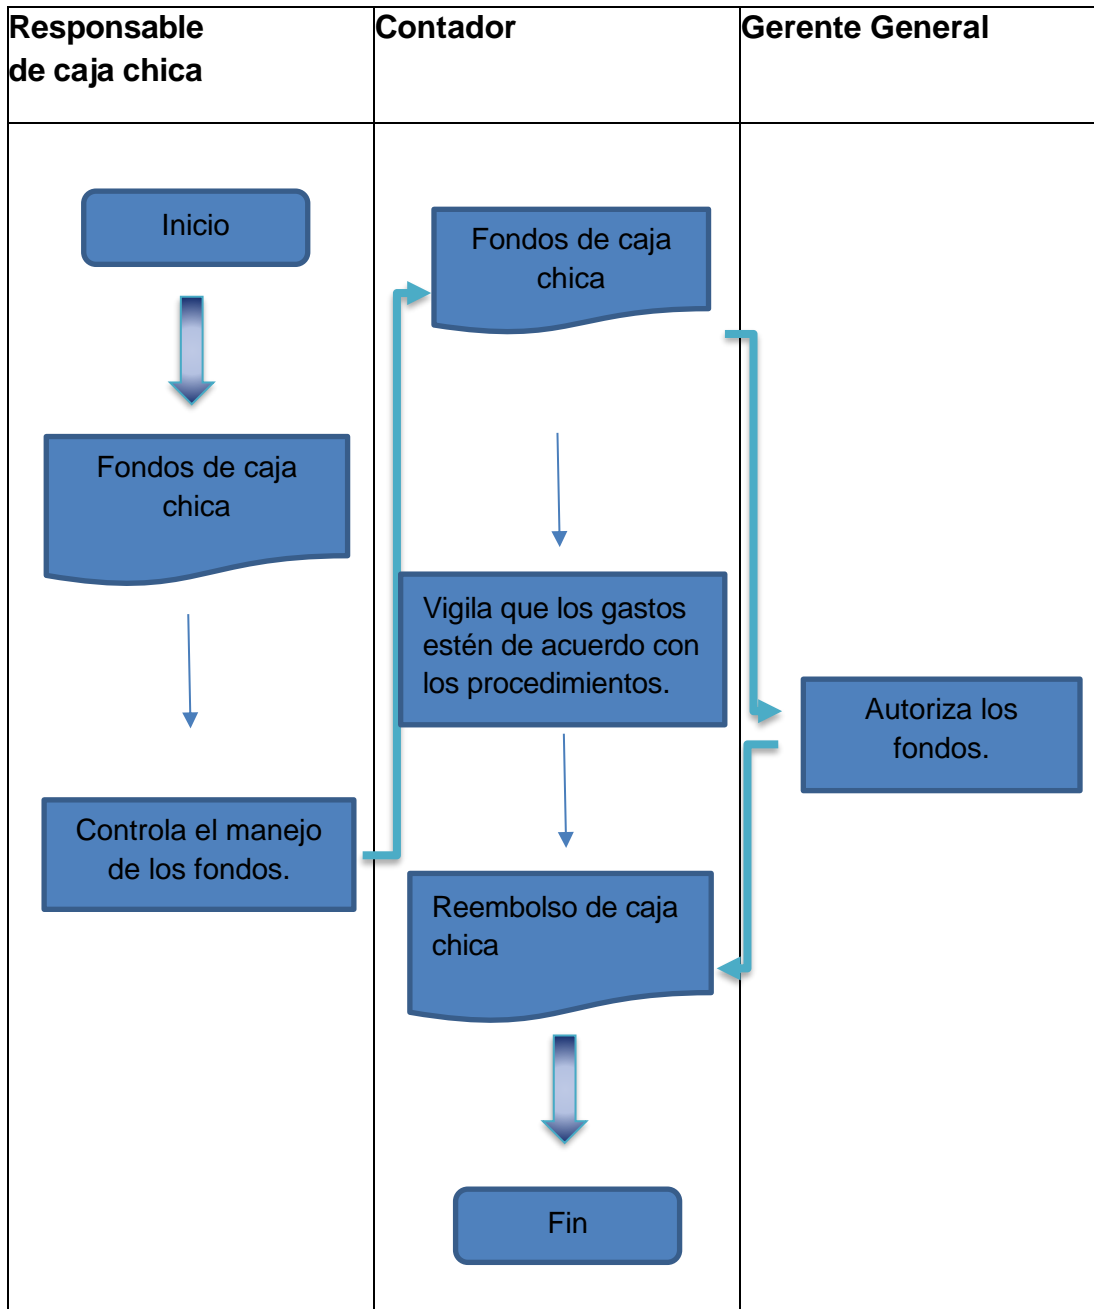 Responsable
de caja chica
Contador
Gerente General
Inicio
Fondos de caja
chica
Controla el manejo
de los fondos.
Fondos de caja
chica
Vigila que los gastos
estén de acuerdo con
los procedimientos.
Reembolso de caja
chica
Fin
Autoriza los
fondos.